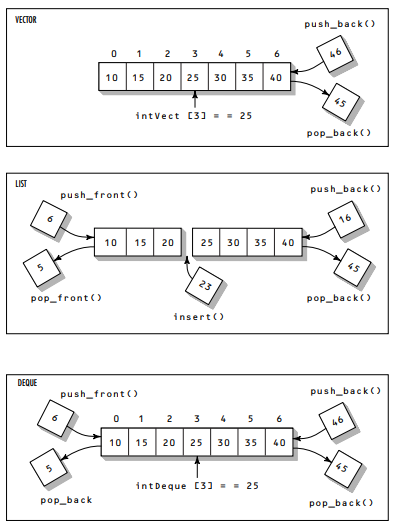 VECTOR
push_back()
0 1 2 3 4 5 6
46
10 15 20 25 30 35 40
45
intVect [3] = = 25
pop_back()
LIST
push_front()
push_back()
6
16
10 15 20 25 30 35 40
5
23
45
pop_front()
pop_back()
insert()
DEQUE
push_front()
push_back()
0 1 2 3 4 5 6
6
46
10 15 20 25 30 35 40
5
45
intDeque [3] = = 25
pop_back
pop_back()